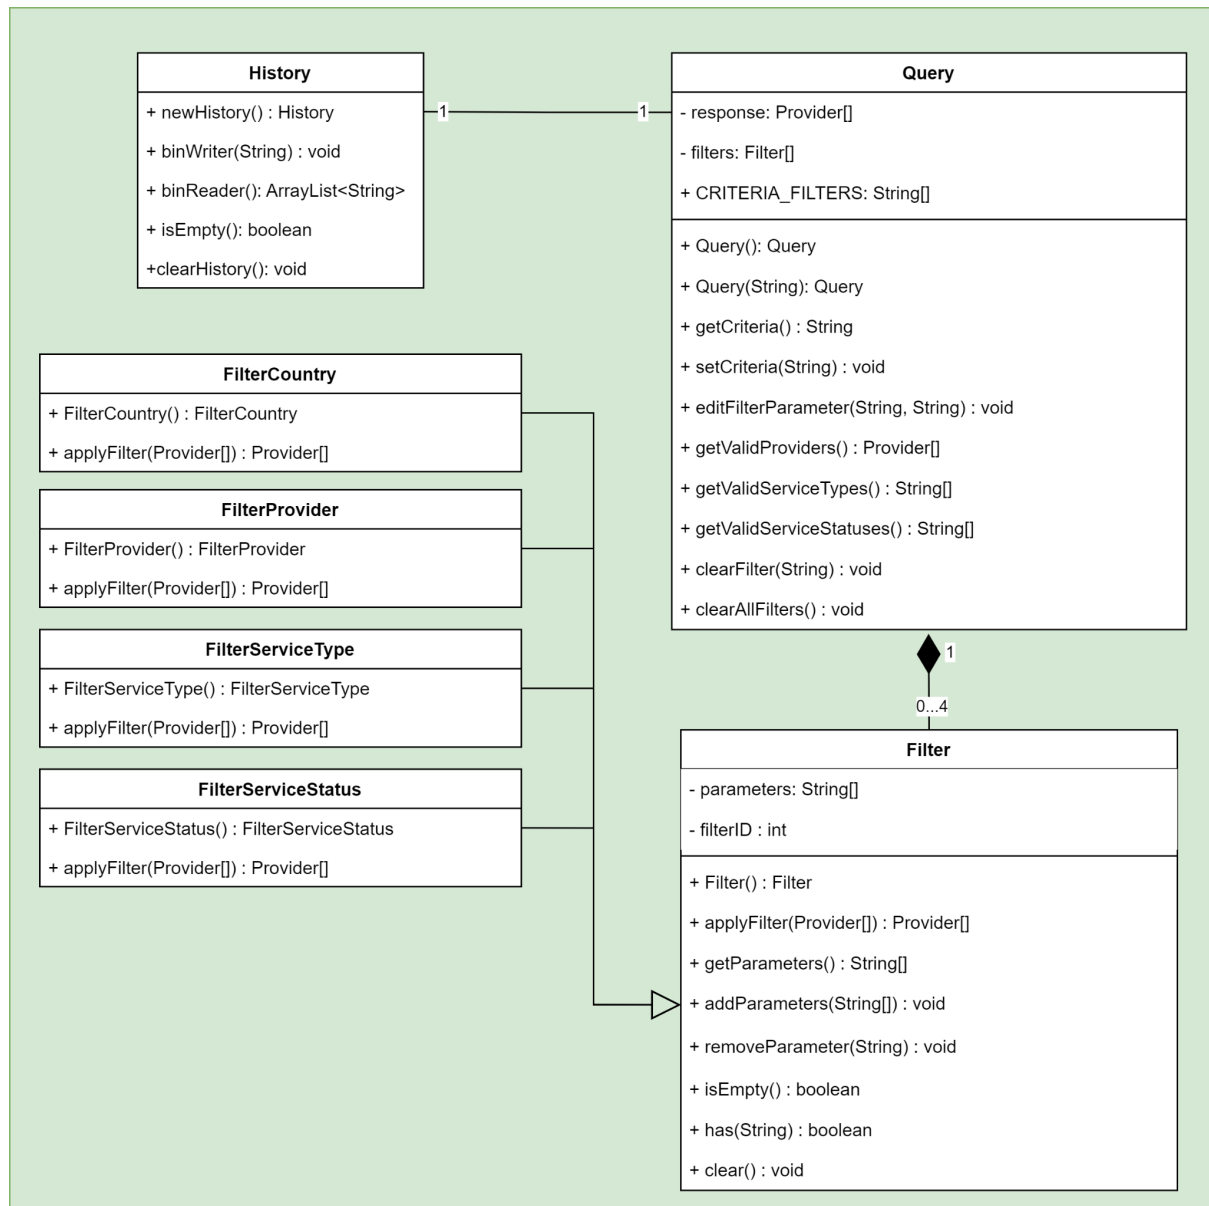 History
+ newHistory() : History
+ binWriter(String) : void
+ binReader(): ArrayList<String>
+ isEmpty(): boolean
+clearHistory(): void
1
1
Query
- response: Provider[]
- filters: Filter[]
+ CRITERIA_FILTERS: String[]
+ Query(): Query
+ Query(String): Query
+ getCriteria() : String
+ setCriteria(String) : void
+ editFilterParameter(String, String) : void
+ getValidProviders() : Provider[]
+ getValidServiceTypes() : String[]
+ getValidServiceStatuses() : String[]
+ clearFilter(String) : void
+ clearAllFilters() : void
FilterCountry
+ FilterCountry() : FilterCountry
+ applyFilter(Provider[]) : Provider[]
FilterProvider
+ FilterProvider() : FilterProvider
+ applyFilter(Provider[]) : Provider[]
FilterServiceType
+ FilterServiceType() : FilterServiceType
+ applyFilter(Provider[]) : Provider[]
FilterServiceStatus
+ FilterServiceStatus() : FilterServiceStatus
+ applyFilter(Provider[]) : Provider[]
1
0...4
Filter
- parameters: String[]
- filterID : int
+ Filter() : Filter
+ applyFilter(Provider[]) : Provider[]
+ getParameters() : String[]
+ addParameters(String[]) : void
+ removeParameter(String) : void
+ isEmpty() : boolean
+ has(String) : boolean
+ clear() : void